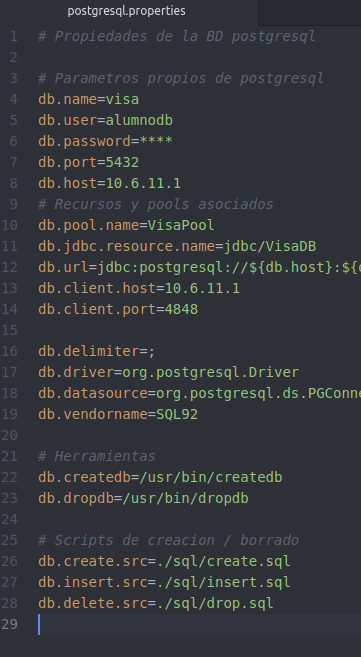 postgresql.properties
1 # Propiedades de la BD postgresql
2
3 # Parametros propios de postgresql
4 db.name=visa
5 db.user=alumnodb
6 db.password=****
7 db.port=5432
8 db.host=10.6.11.1
9 # Recursos y pools asociados
10 db.pool.name=VisaPool
11 db.jdbc.resource.name=jdbc/VisaDB
12 db.url=jdbc:postgresql://${db.host}:${
13 db.client.host=10.6.11.1
14 db.client.port=4848
15
16 db.delimiter=;
17 db.driver=org.postgresql.Driver
18 db.datasource=org.postgresql.ds.PGConne
19 db.vendorname=SQL92
20
21 # Herramientas
22 db.createdb=/usr/bin/createdb
23 db.dropdb=/usr/bin/dropdb
24
25 # Scripts de creacion / borrado
26 db.create.src=./sql/create.sql
27 db.insert.src=./sql/insert.sql
28 db.delete.src=./sql/drop.sql
29